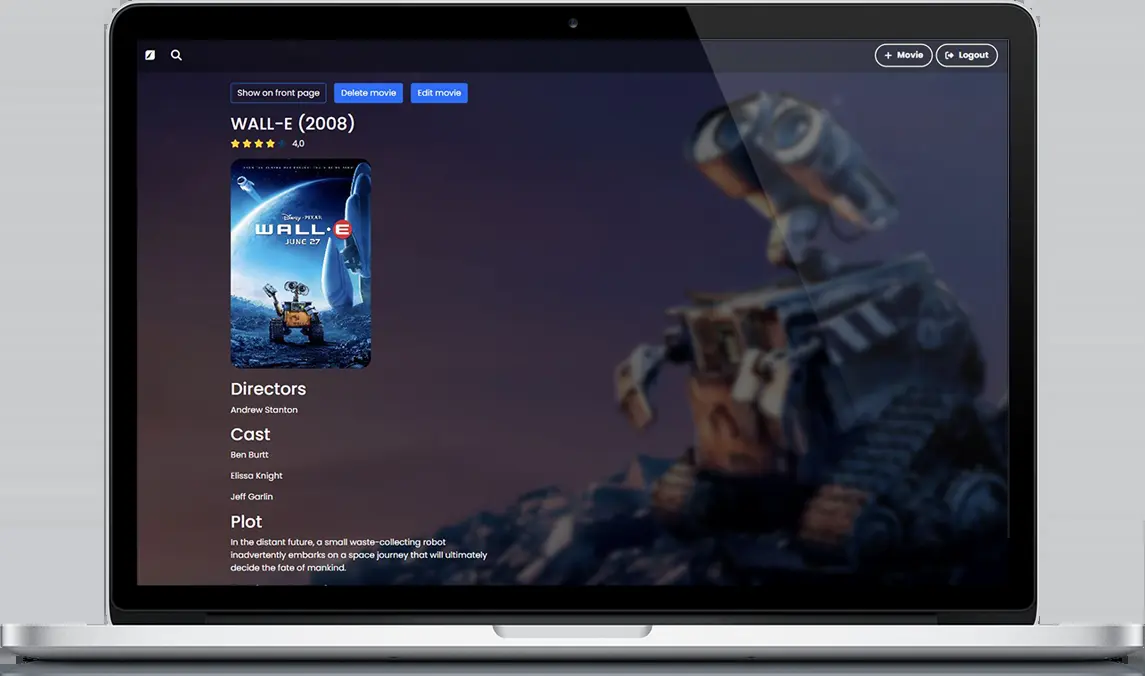 + Movie
Logout
Show on front page
Delete movie
Edit movie
WALL-E (2008)
4,0
Disney·PIXAR
WALL·E
JUNE 27
Directors
Andrew Stanton
Cast
Ben Burtt
Elissa Knight
Jeff Garlin
Plot
In the distant future, a small waste-collecting robot
inadvertently embarks on a space journey that will ultimately
decide the fate of mankind.